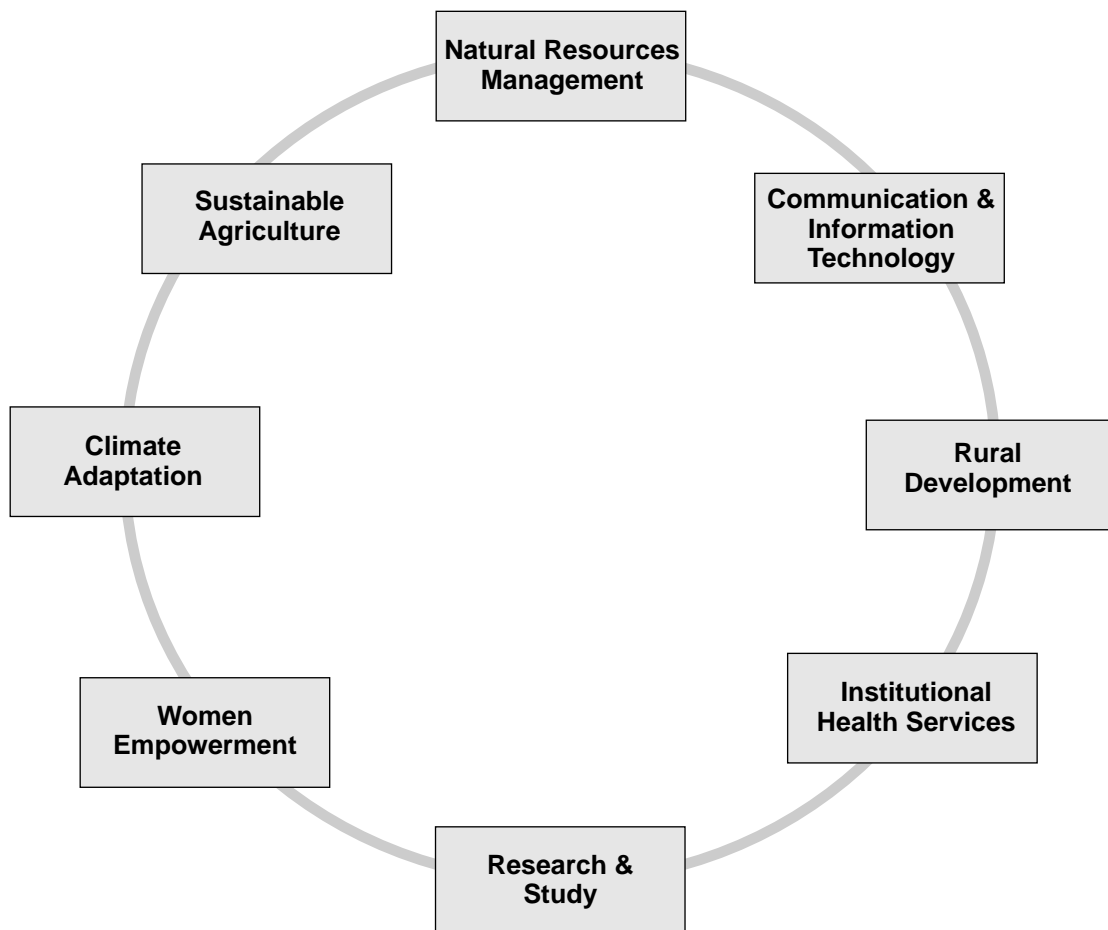 Natural Resources
Management
Communication &
Information
Technology
Rural
Development
Institutional
Health Services
Research &
Study
Women
Empowerment
Climate
Adaptation
Sustainable
Agriculture